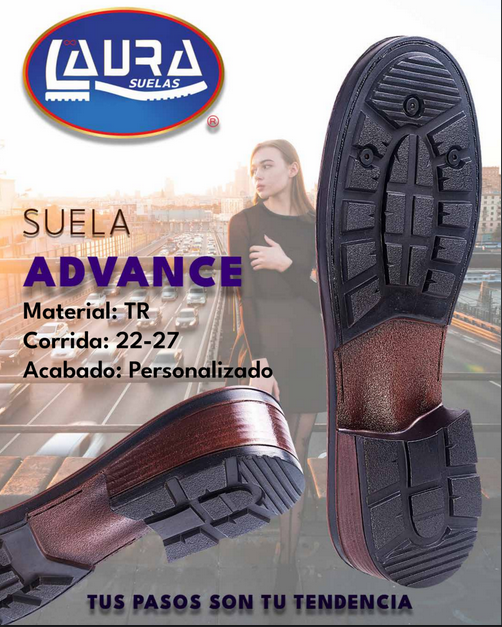 LAURA
SUELAS
®
SUELA
ADVANCE
Material: TR
Corrida: 22-27
Acabado: Personalizado
TUS PASOS SON TU TENDENCIA